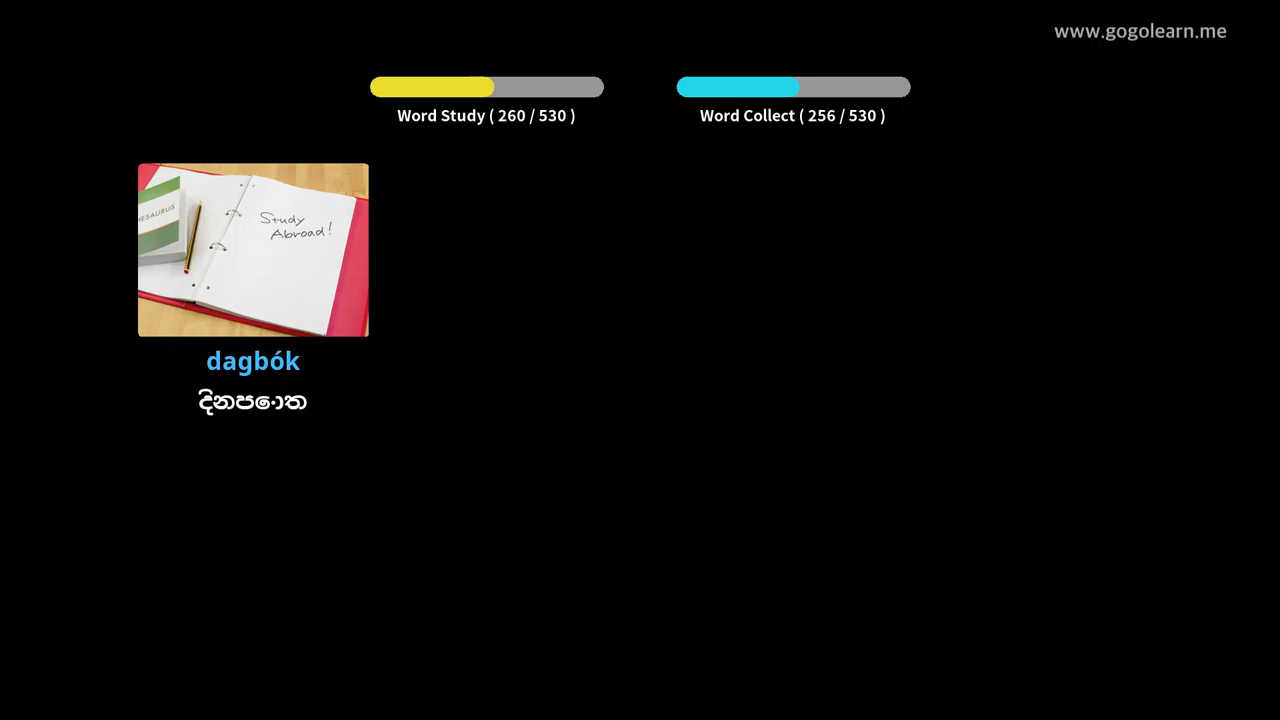 www.gogolearn.me
Word Study ( 260 / 530 )
Word Collect ( 256 / 530 )
HESAURUS
Study
Abroad!
dagbók
දිනපොත